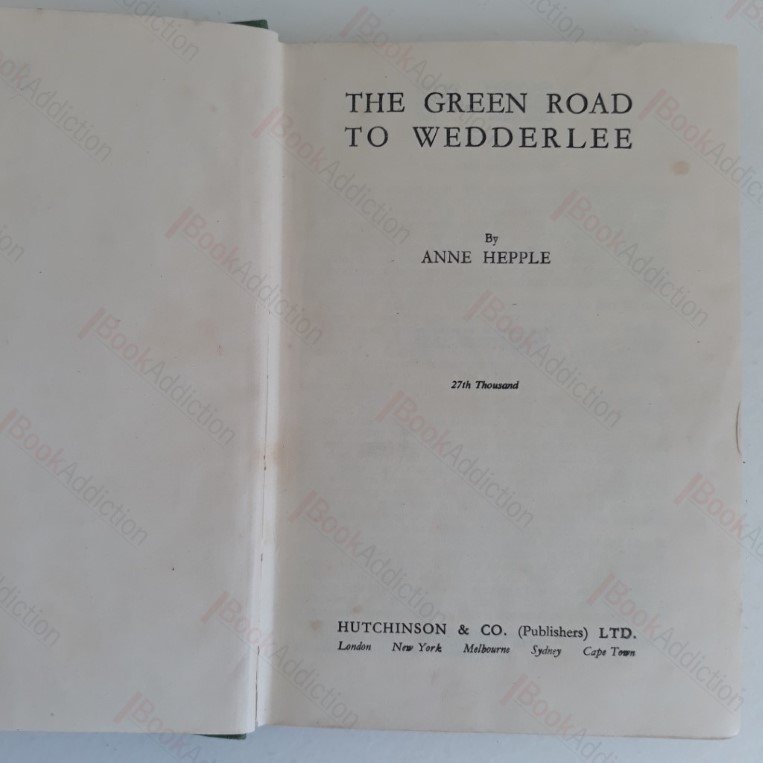 THE GREEN ROAD
TO WEDDERLEE
By
ANNE HEPPLE
27th Thousand
HUTCHINSON & CO. (Publishers) LTD.
London New York Melbourne Sydney Cape Town
BookAddiction